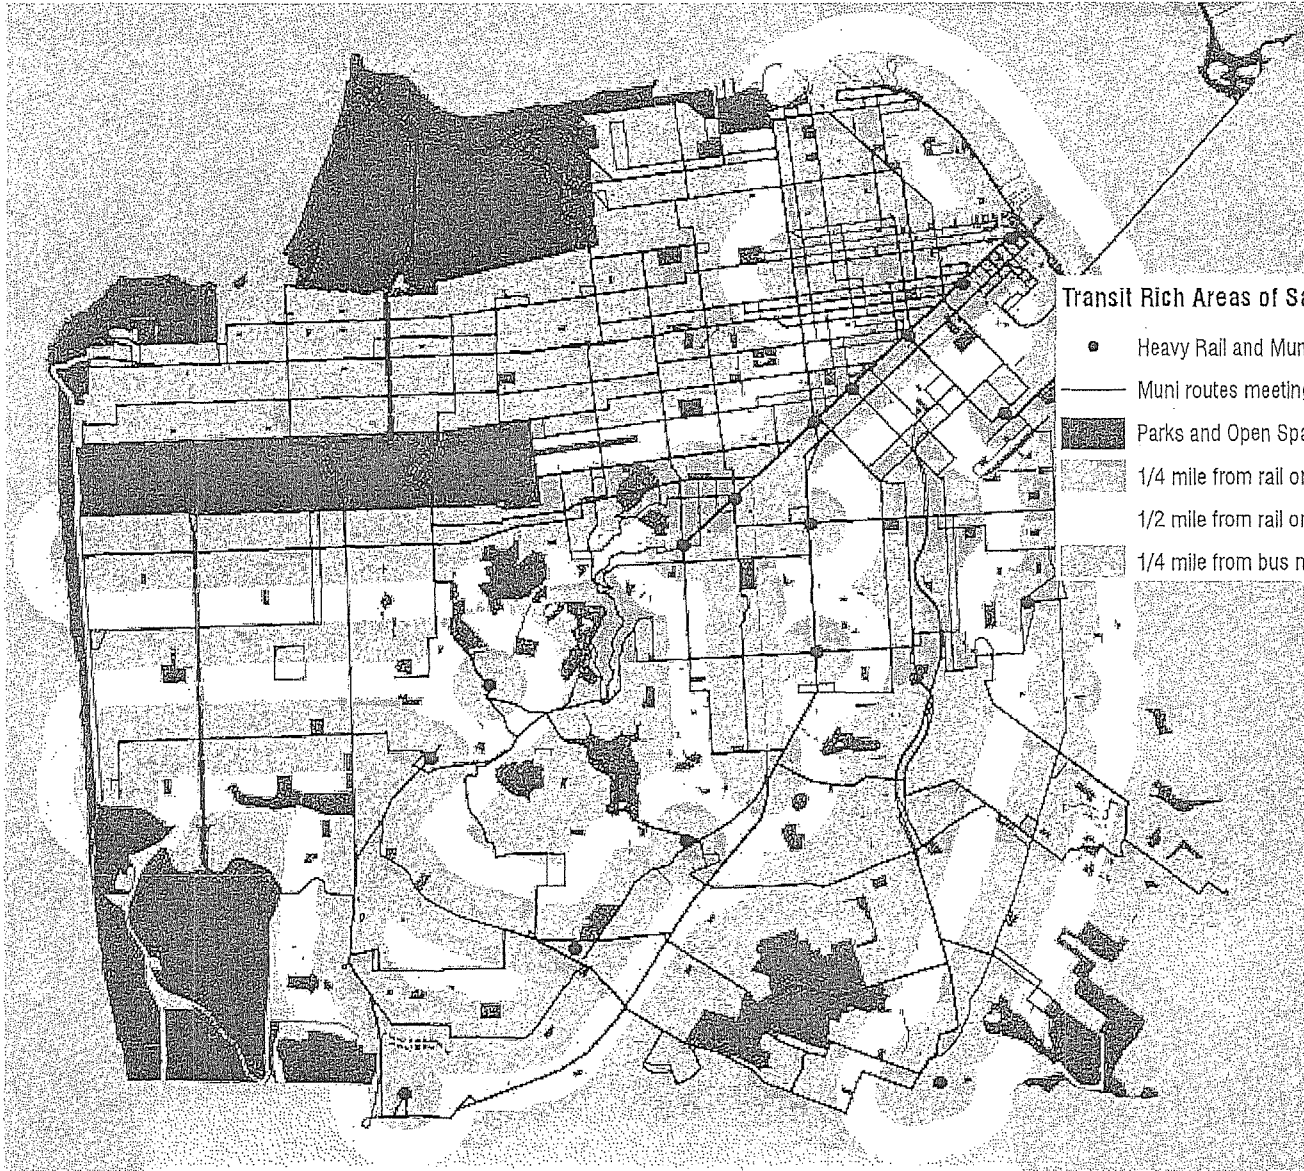 Transit Rich Areas of Sa
Heavy Rail and Mun
Muni routes meeting
Parks and Open Spa
1/4 mile from rail or
1/2 mile from rail or
1/4 mile from bus m